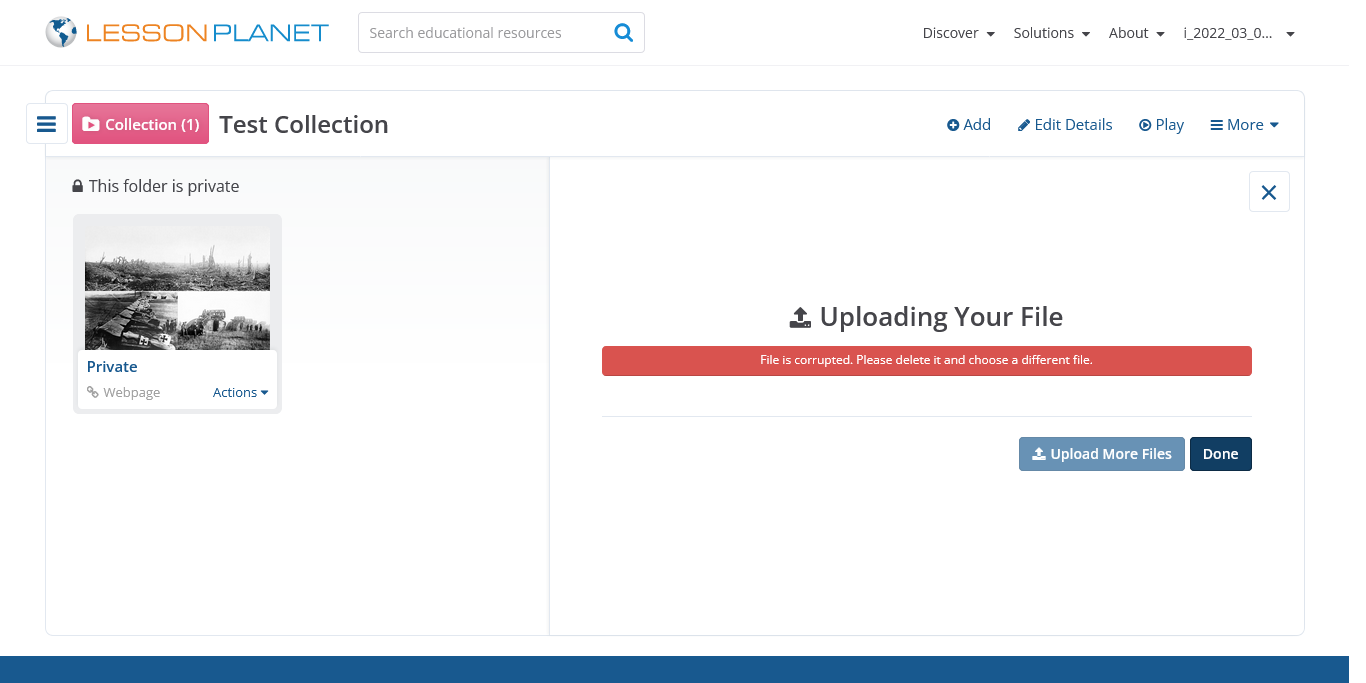 LESSONPLANET
Search educational resources
Discover
Solutions
About
i_2022_03_0...
Collection (1)
Test Collection
Add
Edit Details
Play
More
This folder is private
Private
Webpage
Actions
Uploading Your File
File is corrupted. Please delete it and choose a different file.
Upload More Files
Done